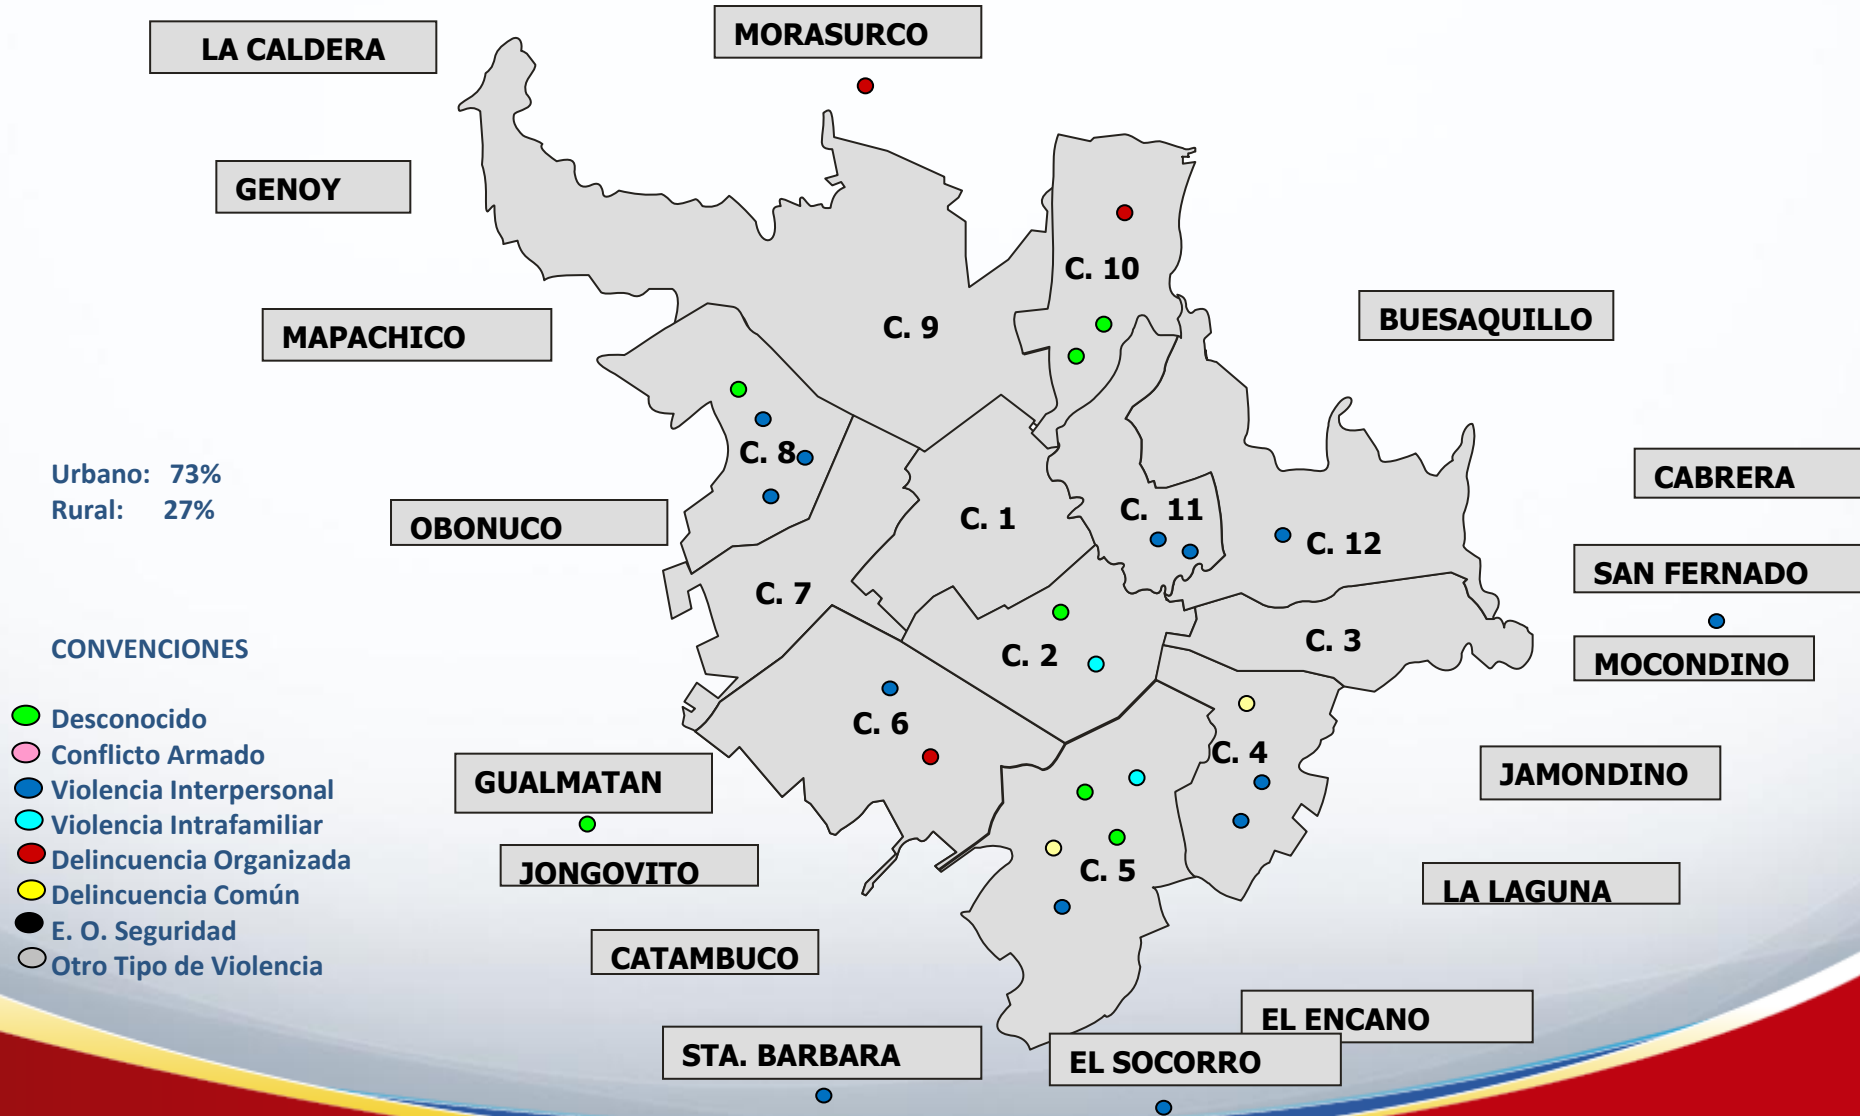 LA CALDERA
MORASURCO
GENOY
C. 10
MAPACHICO
C. 9
BUESAQUILLO
C. 8
Urbano: 73%
Rural: 27%
CABRERA
OBONUCO
C. 1
C. 11
C. 12
SAN FERNADO
C. 7
C. 2
C. 3
MOCONDINO
CONVENCIONES
Desconocido
Conflicto Armado
Violencia Interpersonal
Violencia Intrafamiliar
Delincuencia Organizada
Delincuencia Común
E. O. Seguridad
Otro Tipo de Violencia
C. 6
C. 4
GUALMATAN
JAMONDINO
JONGOVITO
C. 5
LA LAGUNA
CATAMBUCO
EL ENCANO
STA. BARBARA
EL SOCORRO